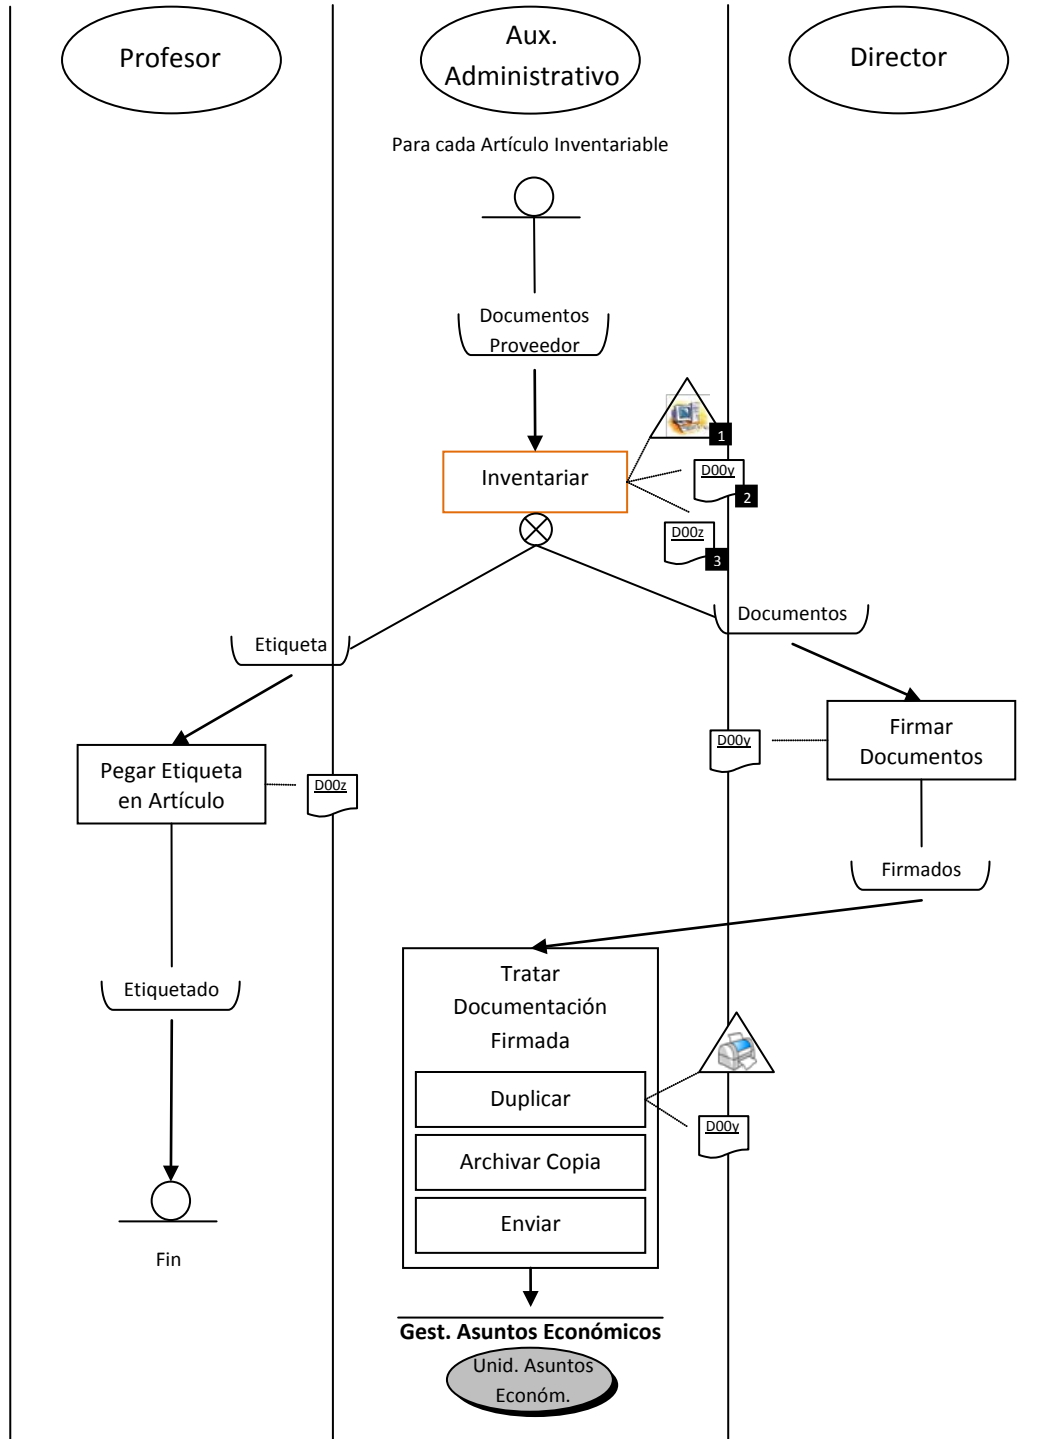 Profesor
Aux.
Administrativo
Director
Para cada Artículo Inventariable
Documentos
Proveedor
1
Inventariar
D00y
2
D00z
3
Documentos
Etiqueta
Firmar
Documentos
D00y
Pegar Etiqueta
en Artículo
D00z
Firmados
Tratar
Documentación
Firmada
Etiquetado
Duplicar
D00y
Archivar Copia
Enviar
Fin
Gest. Asuntos Económicos
Unid. Asuntos
Económ.